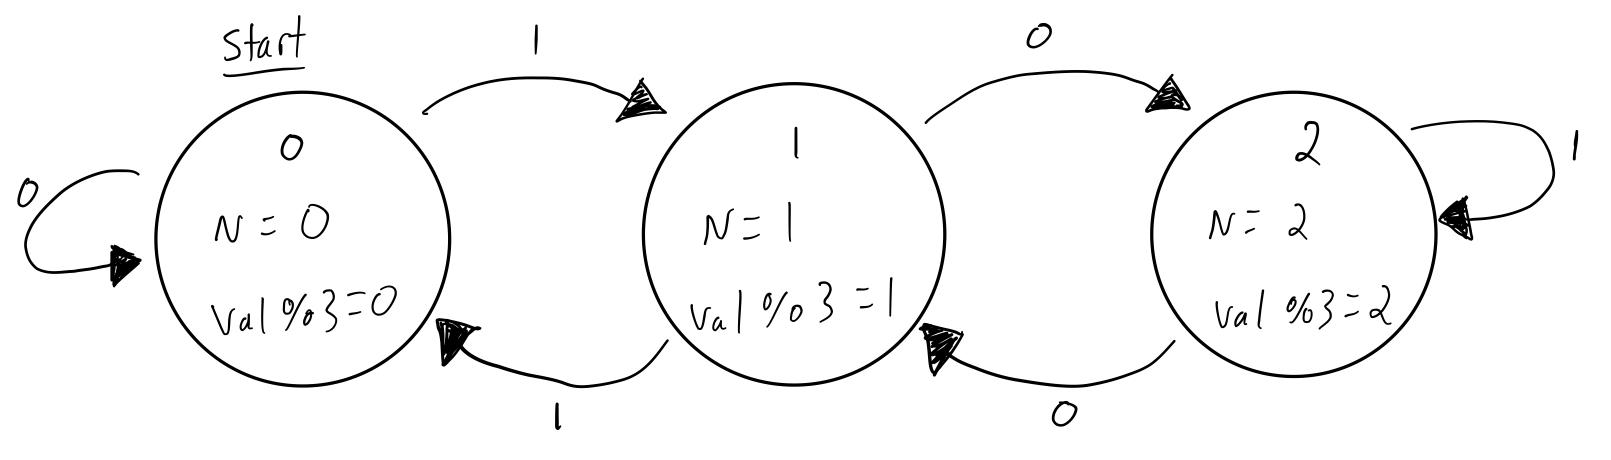 Start
1
0
0
0
N = 0
Val %3=0
1
N = 1
Val %3 = 1
2
N = 2
Val %3=2
1
1
0